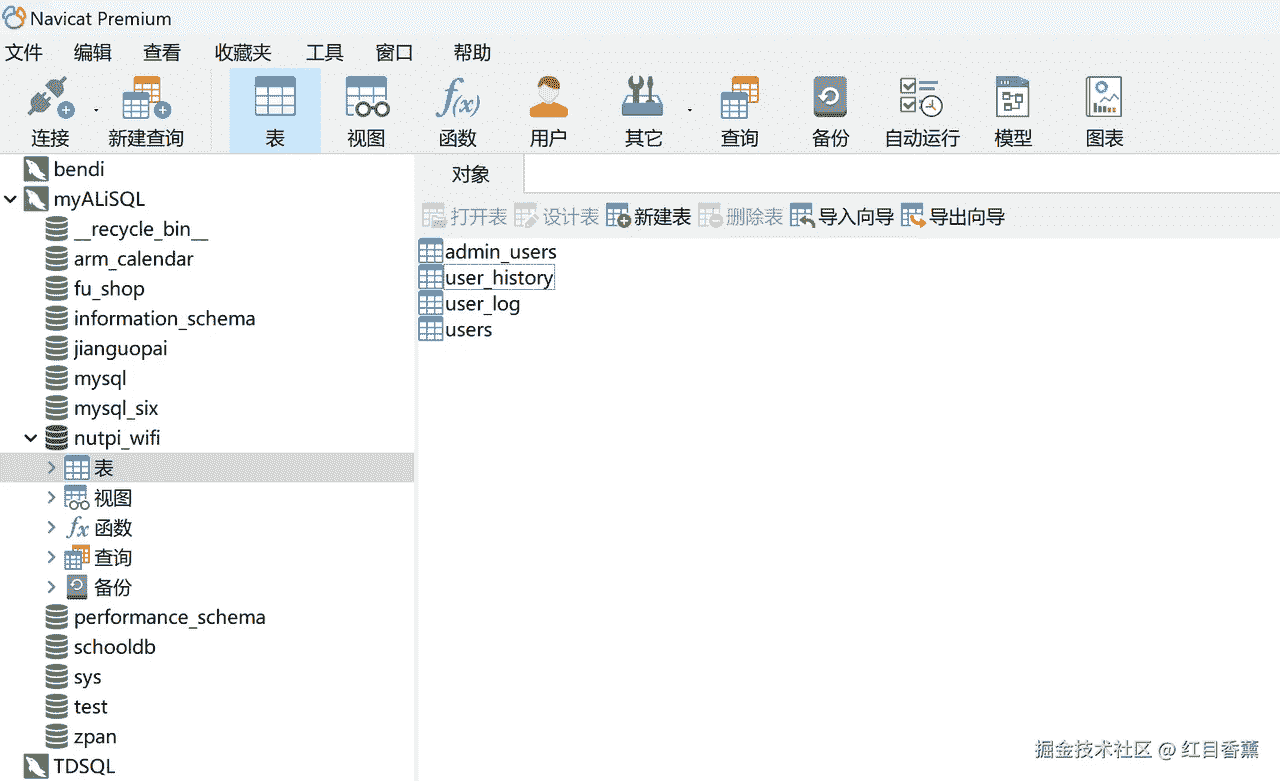 Navicat Premium
文件 编辑 查看 收藏夹 工具 窗口 帮助
连接 新建查询 表 视图 函数 用户 其它 查询 备份 自动运行 模型 图表
bendi
myALiSQL
__recycle_bin__
arm_calendar
fu_shop
information_schema
jianguopai
mysql
mysql_six
nutpi_wifi
表
视图
函数
查询
备份
performance_schema
schooldb
sys
test
zpan
TDSQL
对象
打开表 设计表 新建表 删除表 导入向导 导出向导
admin_users
user_history
user_log
users
掘金技术社区 @ 红目香薰